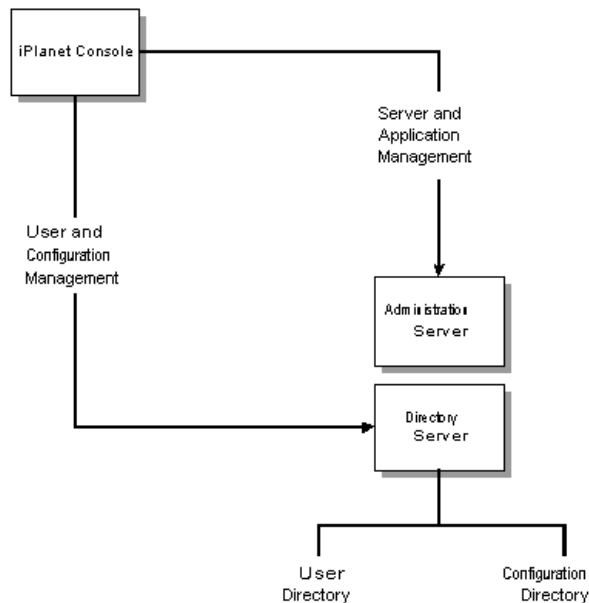 iPlanet Console
Server and
Application
Management
User and
Configuration
Management
Administration
Server
Directory
Server
User
Directory
Configuration
Directory